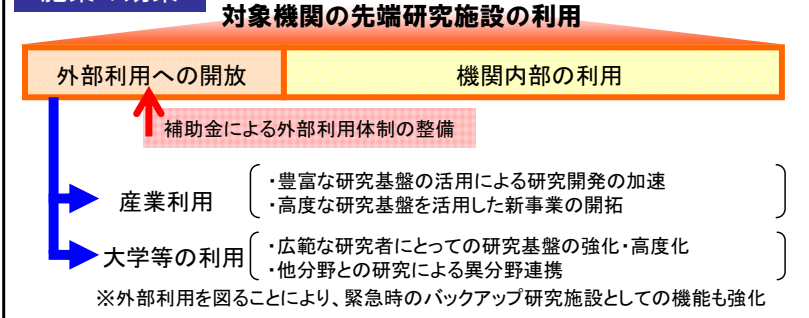 対象機関の先端研究施設の利用
外部利用への開放
機関内部の利用
補助金による外部利用体制の整備
産業利用
・豊富な研究基盤の活用による研究開発の加速
・高度な研究基盤を活用した新事業の開拓
大学等の利用
・広範な研究者にとっての研究基盤の強化・高度化
・他分野との研究による異分野連携
※外部利用を図ることにより、緊急時のバックアップ研究施設としての機能も強化